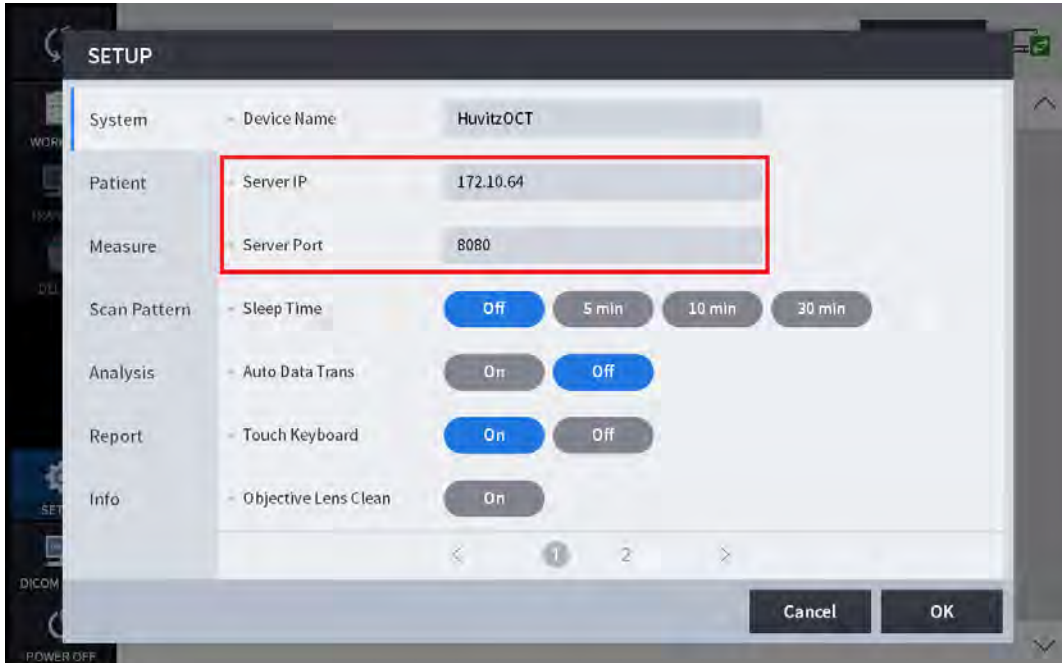 SETUP
System
- Device Name HuvitzOCT
Patient
- Server IP 172.10.64
Measure
- Server Port 8080
Scan Pattern
- Sleep Time Off 5 min 10 min 30 min
Analysis
- Auto Data Trans On Off
Report
- Touch Keyboard On Off
Info
- Objective Lens Clean On
< 1 2 >
Cancel OK
DICOM
POWER OFF